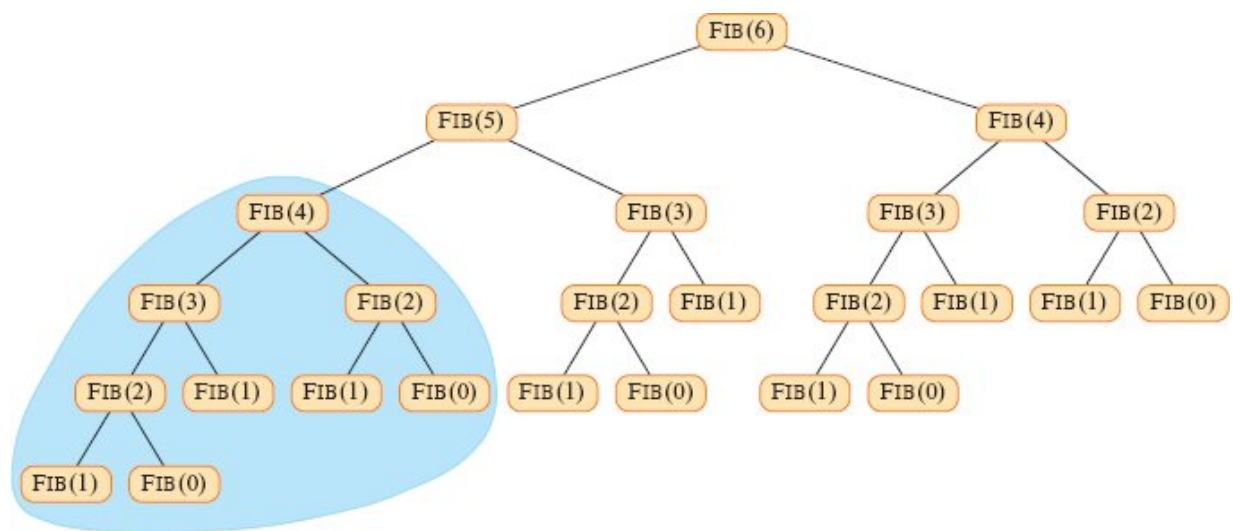 FIB(6)
FIB(5) FIB(4)
FIB(4) FIB(3) FIB(3) FIB(2)
FIB(3) FIB(2) FIB(2) FIB(1) FIB(2) FIB(1) FIB(1) FIB(0)
FIB(2) FIB(1) FIB(1) FIB(0) FIB(1) FIB(0) FIB(1) FIB(0)
FIB(1) FIB(0)